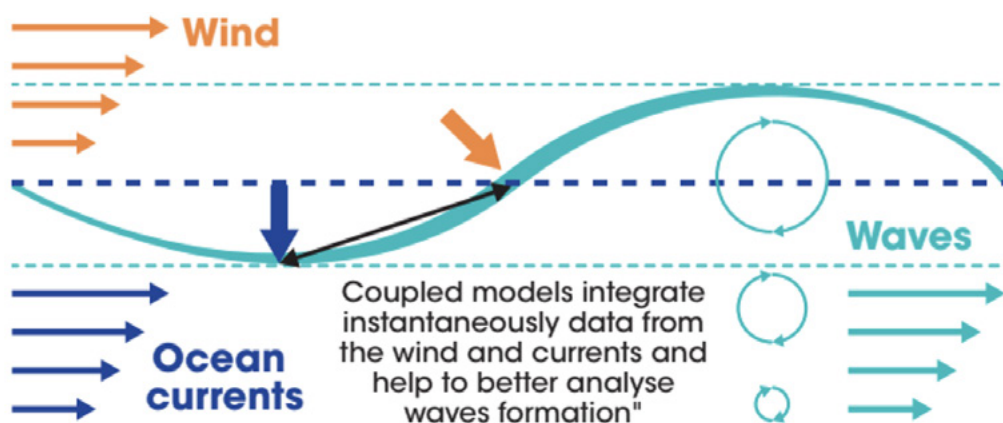 Wind
Waves
Ocean
currents
Coupled models integrate
instantaneously data from
the wind and currents and
help to better analyse
waves formation"